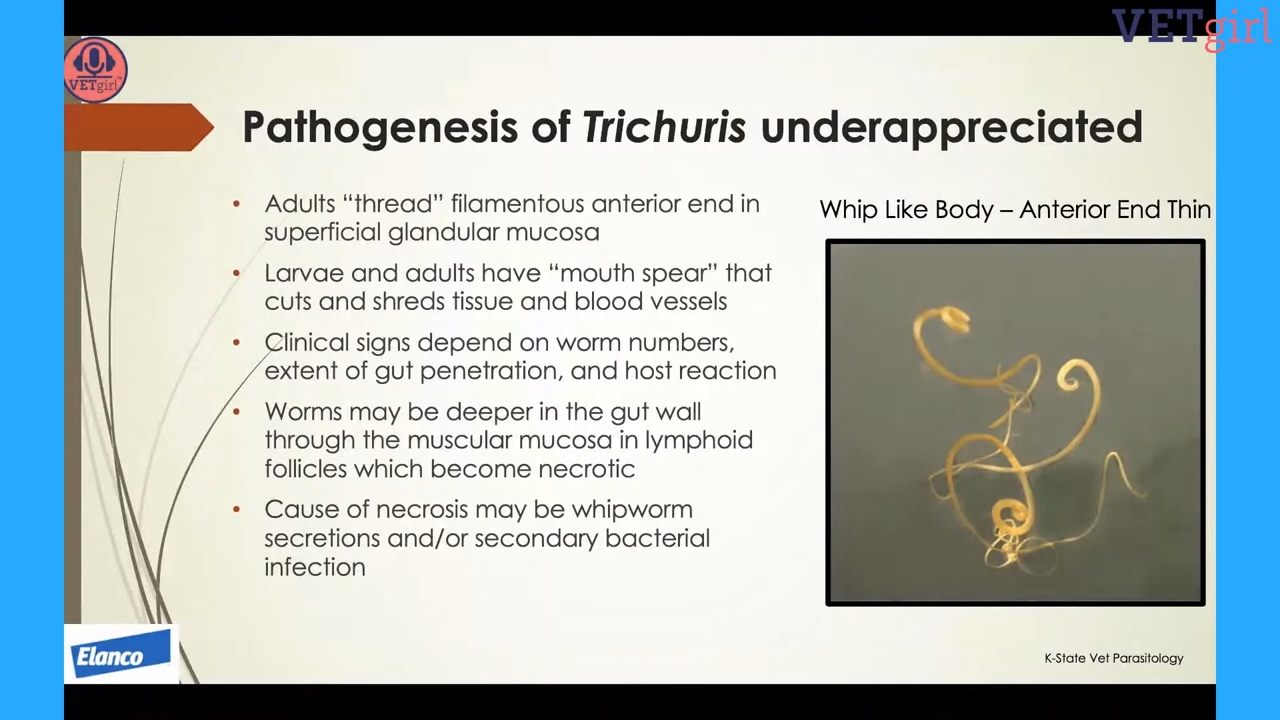 VETgirl
VETgirl
Pathogenesis of Trichuris underappreciated
• Adults “thread” filamentous anterior end in
superficial glandular mucosa
• Larvae and adults have “mouth spear” that
cuts and shreds tissue and blood vessels
• Clinical signs depend on worm numbers,
extent of gut penetration, and host reaction
• Worms may be deeper in the gut wall
through the muscular mucosa in lymphoid
follicles which become necrotic
• Cause of necrosis may be whipworm
secretions and/or secondary bacterial
infection
Whip Like Body – Anterior End Thin
Elanco
K-State Vet Parasitology